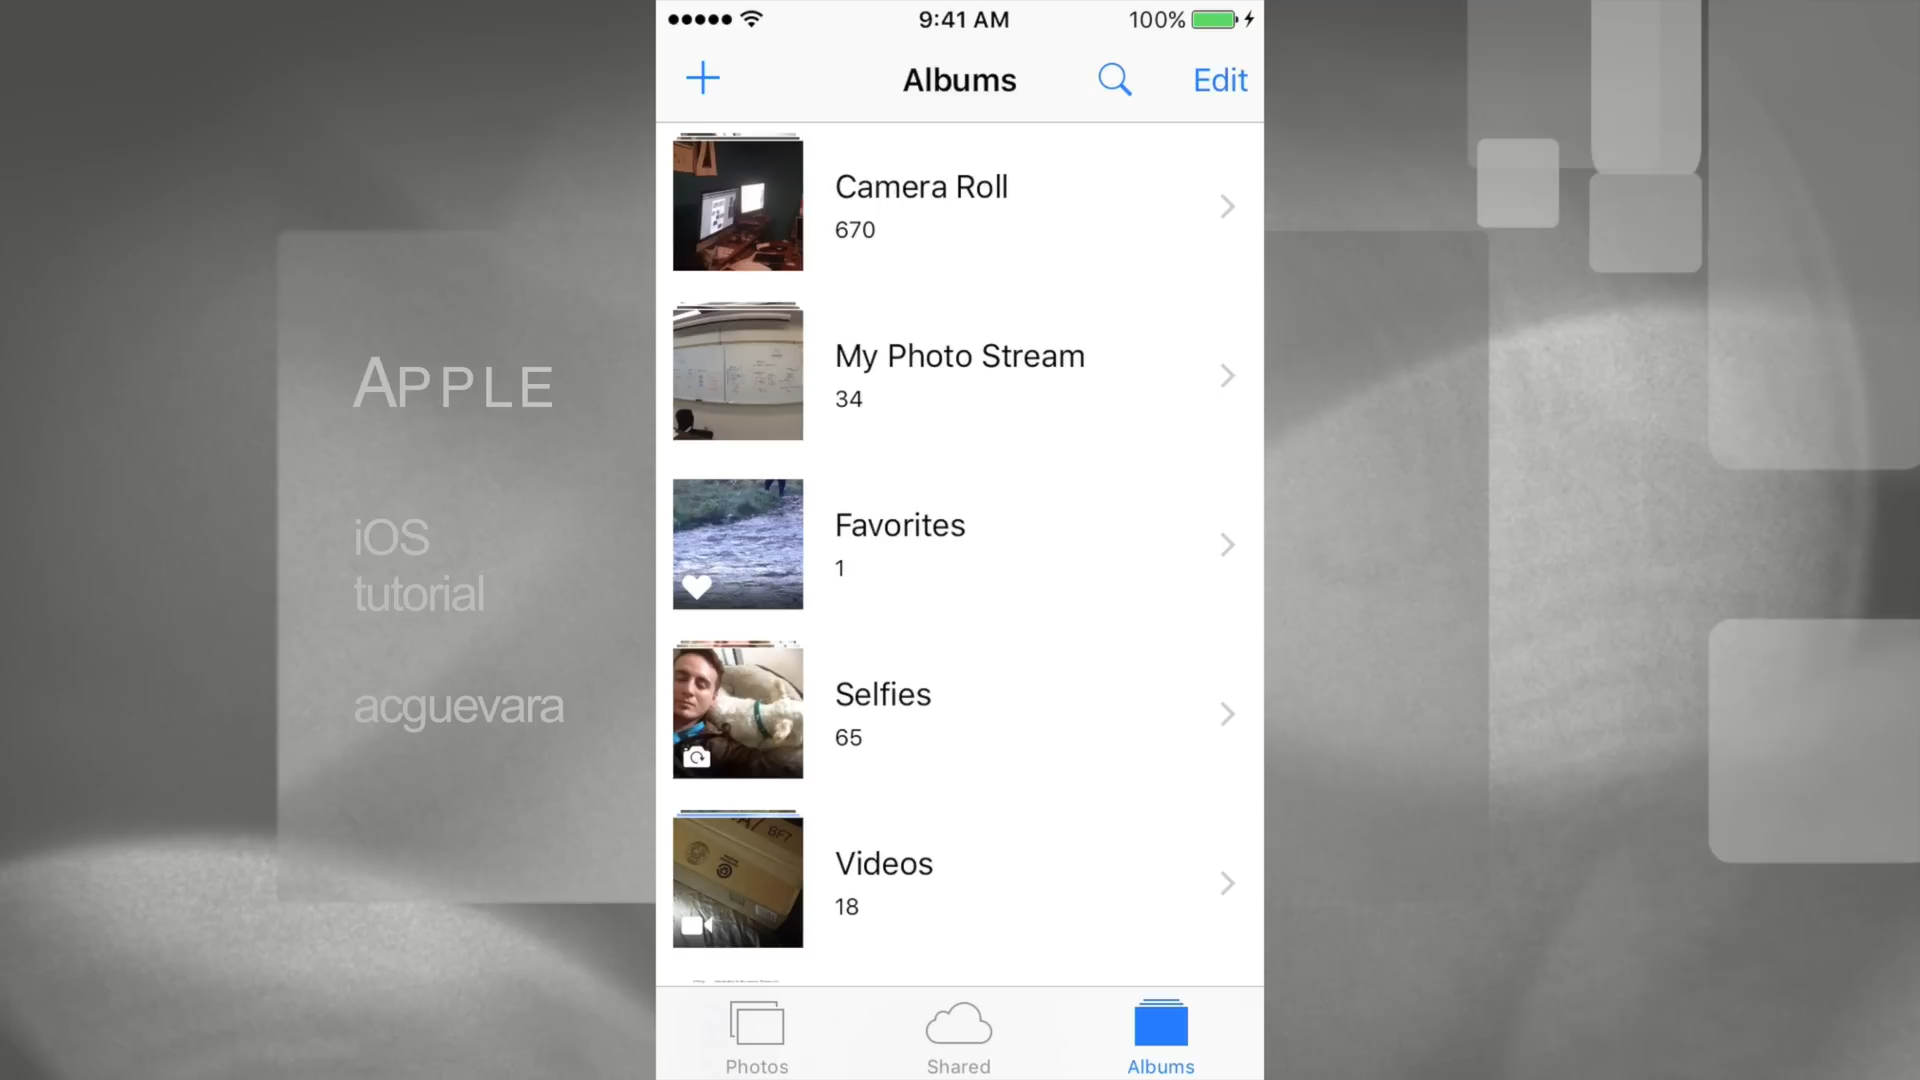 9:41 AM
100%
Albums
Edit
Camera Roll
670
My Photo Stream
34
Favorites
1
Selfies
65
Videos
18
Photos
Shared
Albums
APPLE
iOS
tutorial
acguevara